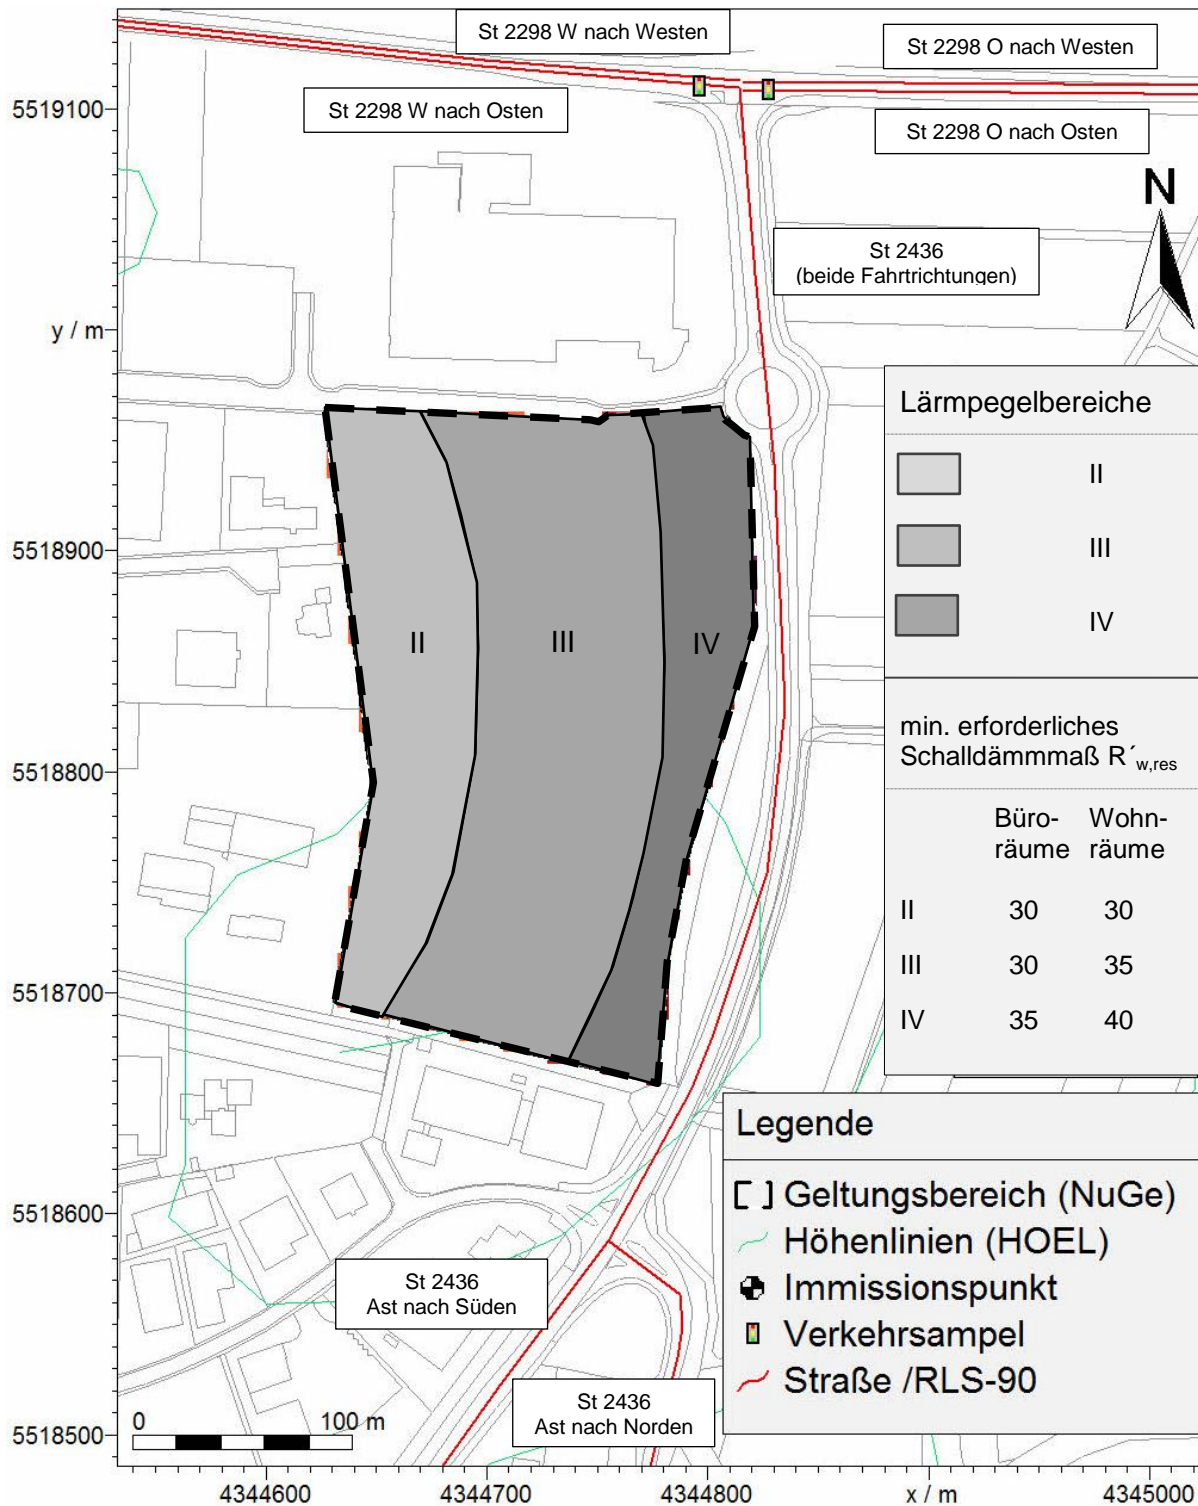 St 2298 W nach Westen
St 2298 O nach Westen
St 2298 W nach Osten
St 2298 O nach Osten
5519100
N
St 2436
(beide Fahrtrichtungen)
y / m
Lärmpegelbereiche
II
III
IV
5518900
II
III
IV
min. erforderliches
Schalldämmmaß R´w,res
5518800
Büro-
räume
Wohn-
räume
II 30 30
III 30 35
IV 35 40
5518700
Legende
Geltungsbereich (NuGe)
Höhenlinien (HOEL)
Immissionspunkt
Verkehrsampel
Straße /RLS-90
5518600
St 2436
Ast nach Süden
St 2436
Ast nach Norden
0 100 m
5518500
4344600 4344700 4344800 x / m 4345000